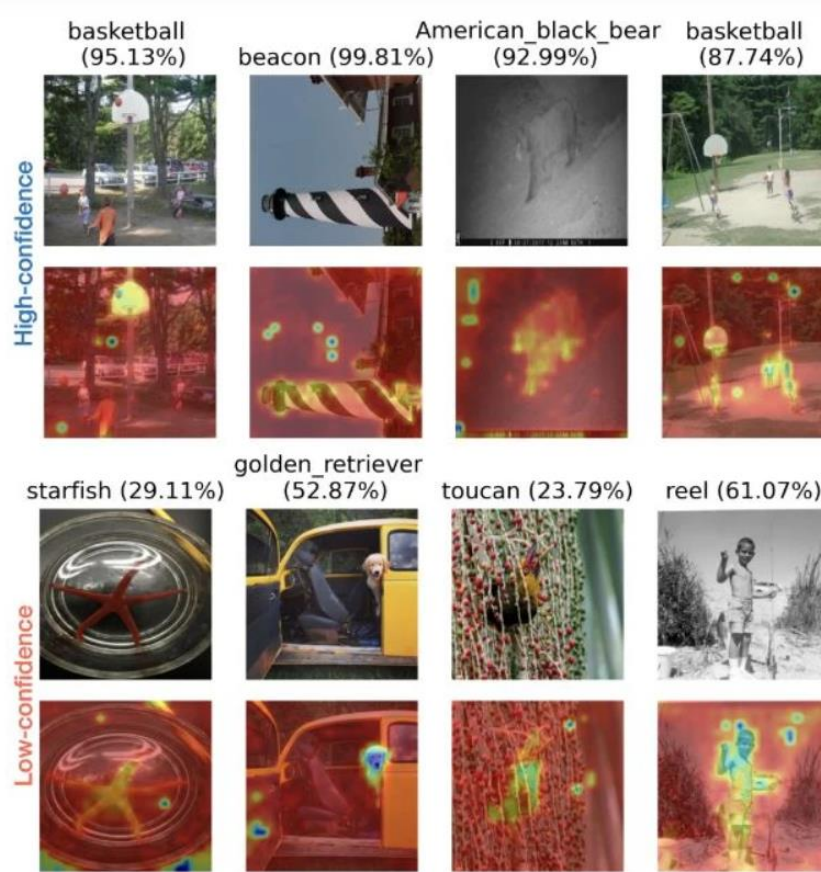 basketball
(95.13%)
beacon (99.81%)
American_black_bear
(92.99%)
basketball
(87.74%)
High-confidence
starfish (29.11%)
golden_retriever
(52.87%)
toucan (23.79%)
reel (61.07%)
Low-confidence